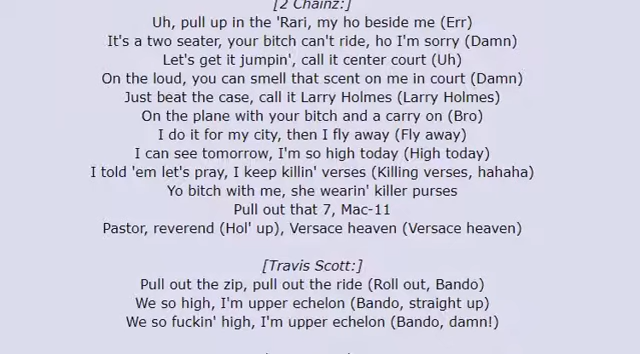 [2 Chainz:]
Uh, pull up in the 'Rari, my ho beside me (Err)
It's a two seater, your bitch can't ride, ho I'm sorry (Damn)
Let's get it jumpin', call it center court (Uh)
On the loud, you can smell that scent on me in court (Damn)
Just beat the case, call it Larry Holmes (Larry Holmes)
On the plane with your bitch and a carry on (Bro)
I do it for my city, then I fly away (Fly away)
I can see tomorrow, I'm so high today (High today)
I told 'em let's pray, I keep killin' verses (Killing verses, hahaha)
Yo bitch with me, she wearin' killer purses
Pull out that 7, Mac-11
Pastor, reverend (Hol' up), Versace heaven (Versace heaven)
[Travis Scott:]
Pull out the zip, pull out the ride (Roll out, Bando)
We so high, I'm upper echelon (Bando, straight up)
We so fuckin' high, I'm upper echelon (Bando, damn!)